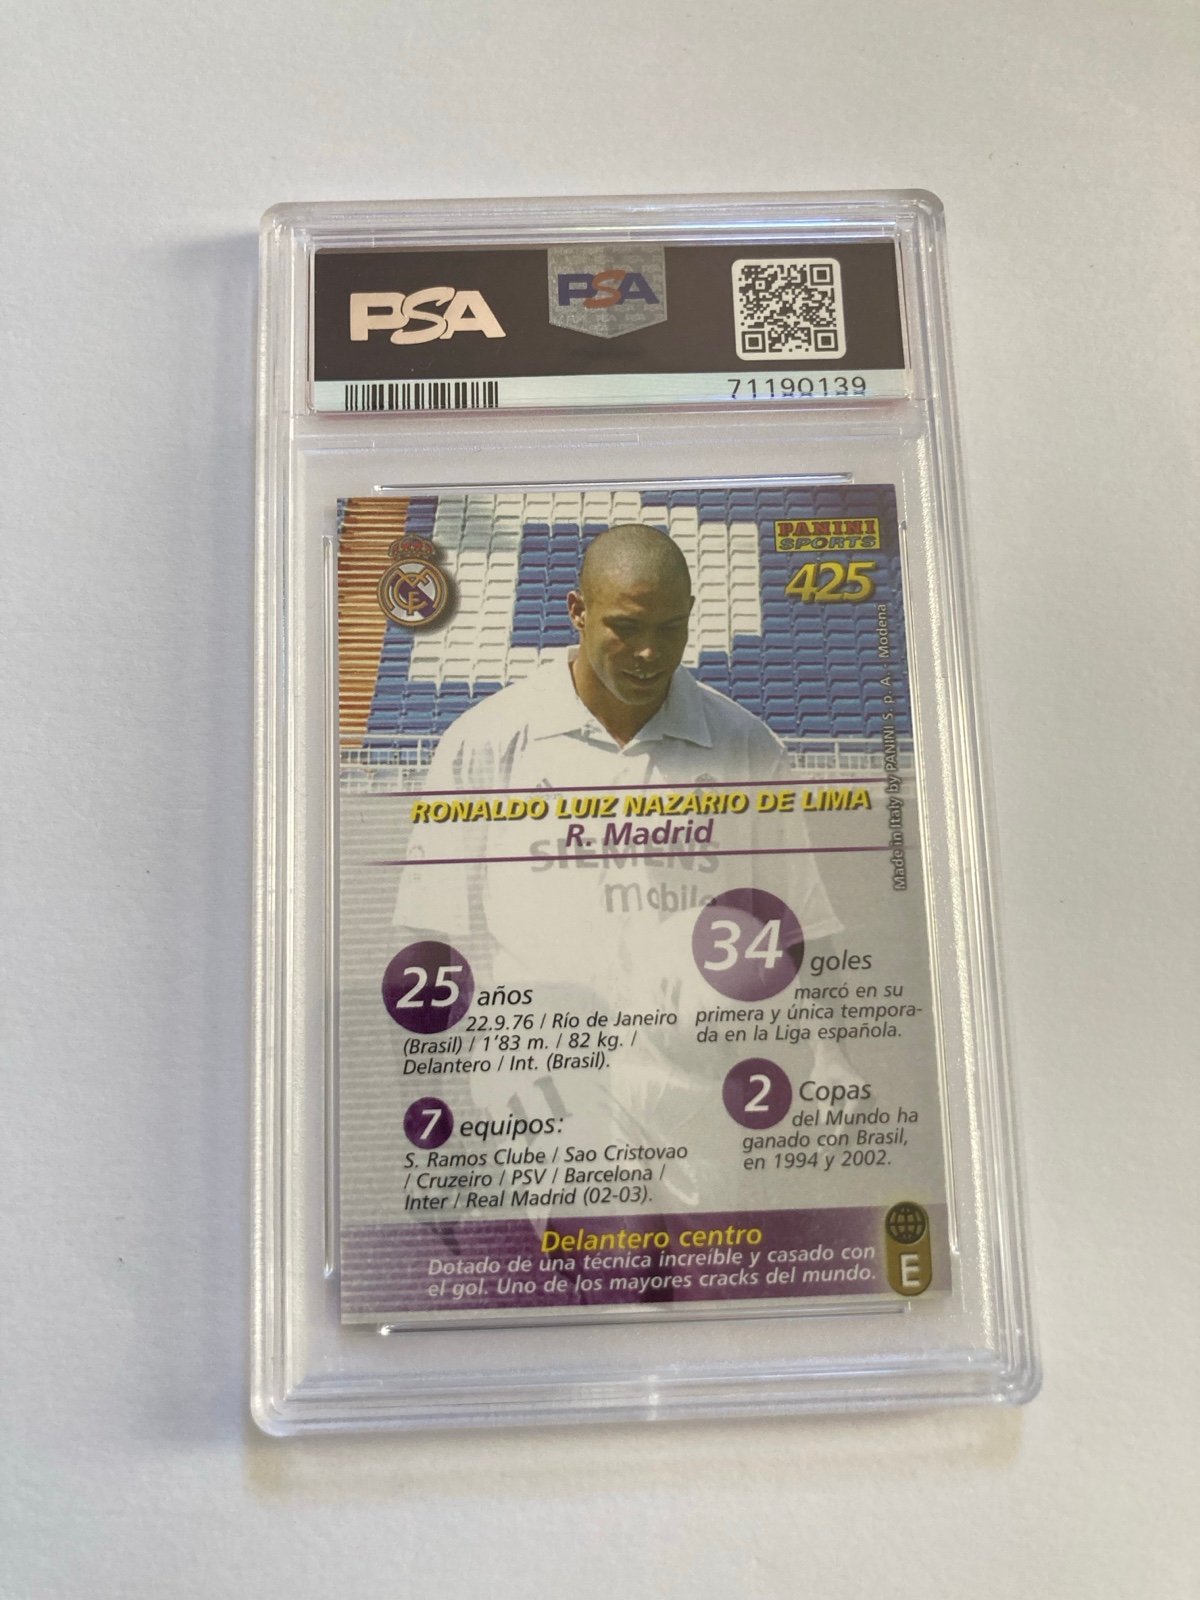 PSA
PSA
71190139
PANINI
SPORTS
425
Made in Italy by PANINI S. p. A. - Modena
RONALDO LUIZ NAZARIO DE LIMA
R. Madrid
SIEMENS
mobile
25 años
22.9.76 / Río de Janeiro
(Brasil) / 1'83 m. / 82 kg. /
Delantero / Int. (Brasil).
34 goles
marcó en su
primera y única tempora-
da en la Liga española.
7 equipos:
S. Ramos Clube / Sao Cristovao
/ Cruzeiro / PSV / Barcelona /
Inter / Real Madrid (02-03).
2 Copas
del Mundo ha
ganado con Brasil,
en 1994 y 2002.
Delantero centro
Dotado de una técnica increíble y casado con
el gol. Uno de los mayores cracks del mundo.
E